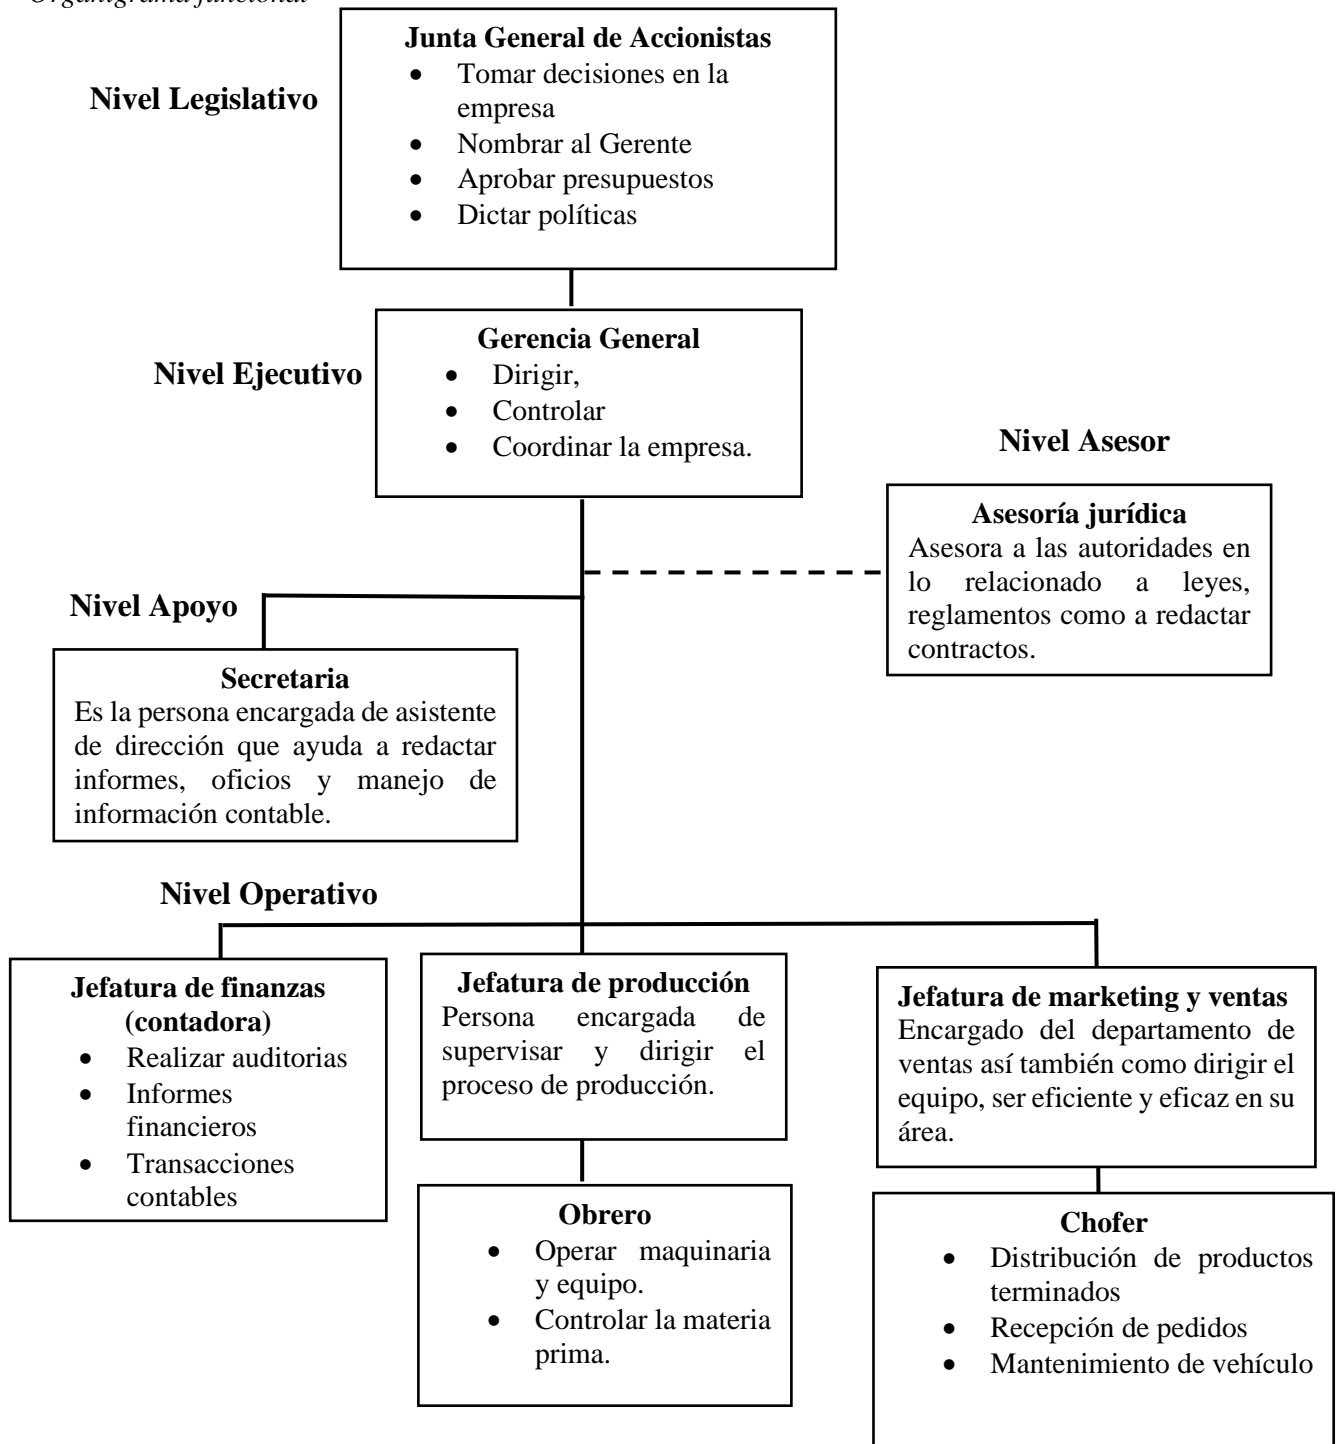 Organigrama funcional
Junta General de Accionistas
• Tomar decisiones en la
empresa
• Nombrar al Gerente
• Aprobar presupuestos
• Dictar políticas
Nivel Legislativo
Gerencia General
• Dirigir,
• Controlar
• Coordinar la empresa.
Nivel Ejecutivo
Nivel Asesor
Asesoría jurídica
Asesora a las autoridades en
lo relacionado a leyes,
reglamentos como a redactar
contractos.
Nivel Apoyo
Secretaria
Es la persona encargada de asistente
de dirección que ayuda a redactar
informes, oficios y manejo de
información contable.
Nivel Operativo
Jefatura de finanzas
(contadora)
• Realizar auditorias
• Informes
financieros
• Transacciones
contables
Jefatura de producción
Persona encargada de
supervisar y dirigir el
proceso de producción.
Jefatura de marketing y ventas
Encargado del departamento de
ventas así también como dirigir el
equipo, ser eficiente y eficaz en su
área.
Obrero
• Operar maquinaria
y equipo.
• Controlar la materia
prima.
Chofer
• Distribución de productos
terminados
• Recepción de pedidos
• Mantenimiento de vehículo